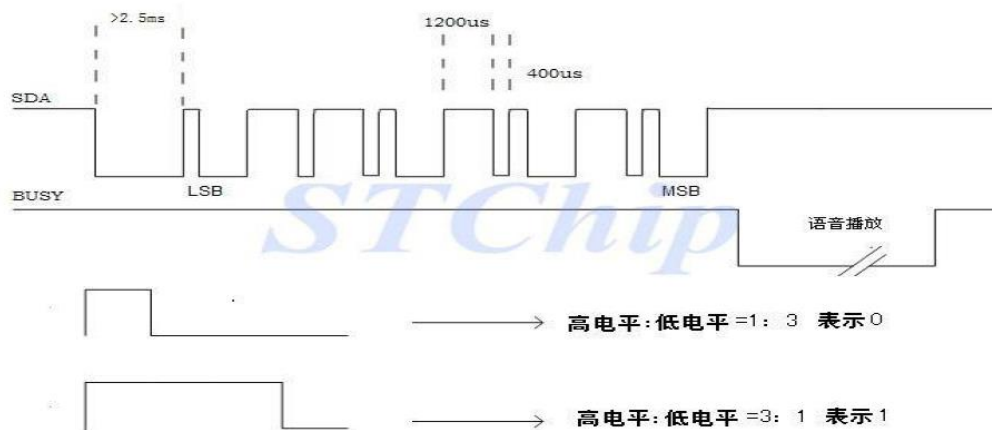 >2.5ms
1200us
400us
SDA
LSB
MSB
BUSY
STChip
语音播放
高电平:低电平=1：3 表示0
高电平:低电平=3：1 表示1